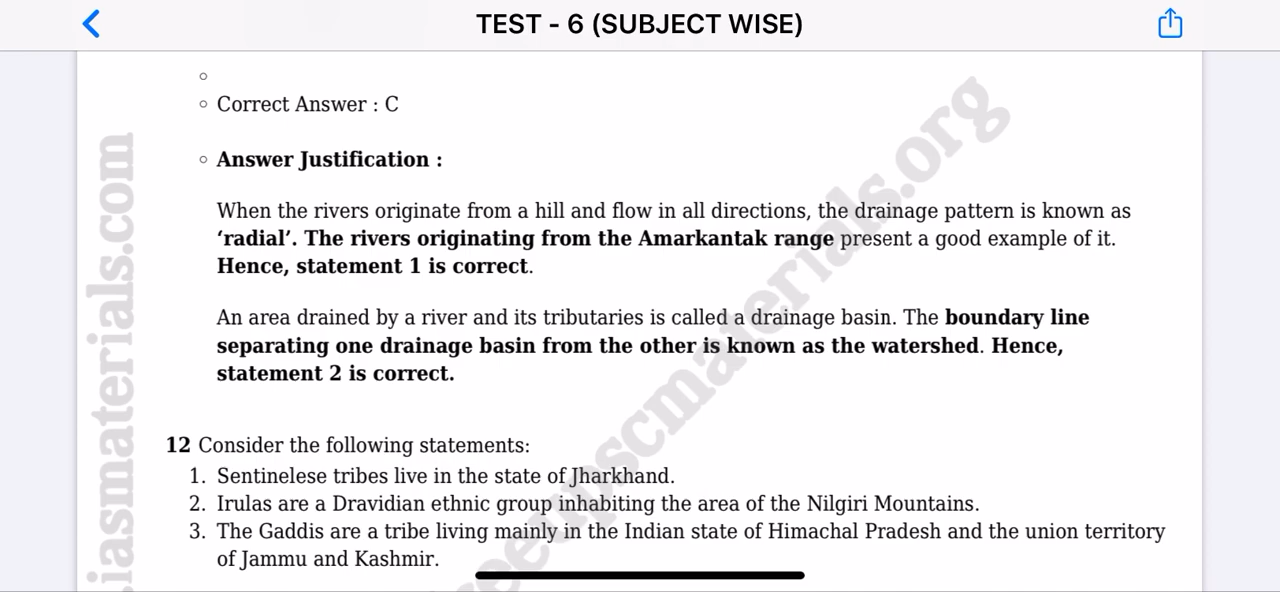 TEST - 6 (SUBJECT WISE)
Correct Answer : C
Answer Justification :
When the rivers originate from a hill and flow in all directions, the drainage pattern is known as
‘radial’. The rivers originating from the Amarkantak range present a good example of it.
Hence, statement 1 is correct.
An area drained by a river and its tributaries is called a drainage basin. The boundary line
separating one drainage basin from the other is known as the watershed. Hence,
statement 2 is correct.
12 Consider the following statements:
1. Sentinelese tribes live in the state of Jharkhand.
2. Irulas are a Dravidian ethnic group inhabiting the area of the Nilgiri Mountains.
3. The Gaddis are a tribe living mainly in the Indian state of Himachal Pradesh and the union territory
of Jammu and Kashmir.
iasmaterials.com
reeupscmaterials.org